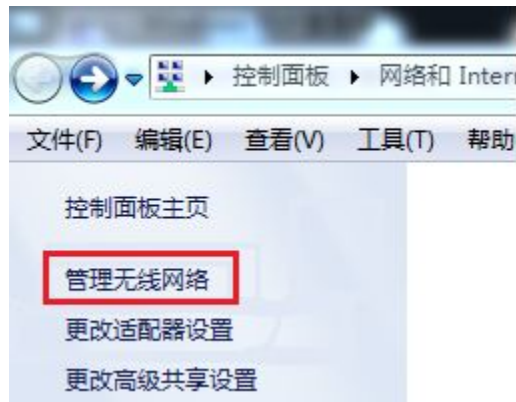 控制面板 ▸ 网络和 Inter
文件(F) 编辑(E) 查看(V) 工具(T) 帮助
控制面板主页
管理无线网络
更改适配器设置
更改高级共享设置